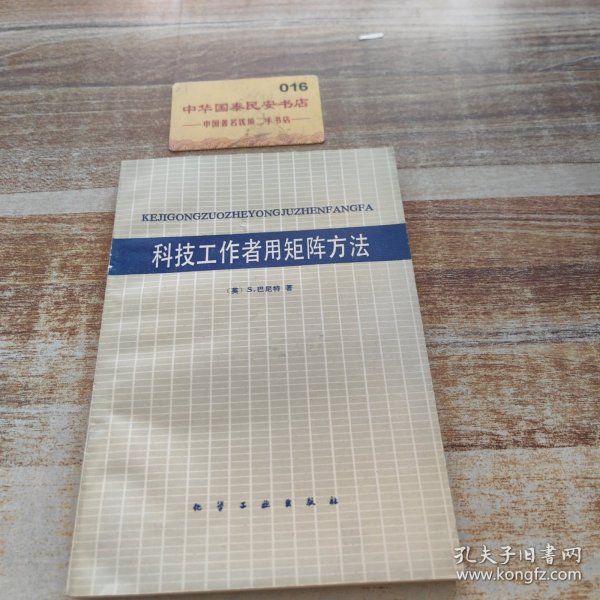 016
中华国泰民安书店
中国著名优质二手书店
KEJIGONGZUOZHEYONGJUZHENFANGFA
科技工作者用矩阵方法
〔英〕S.巴尼特 著
化学工业出版社
孔夫子旧书网
www.kongfz.com